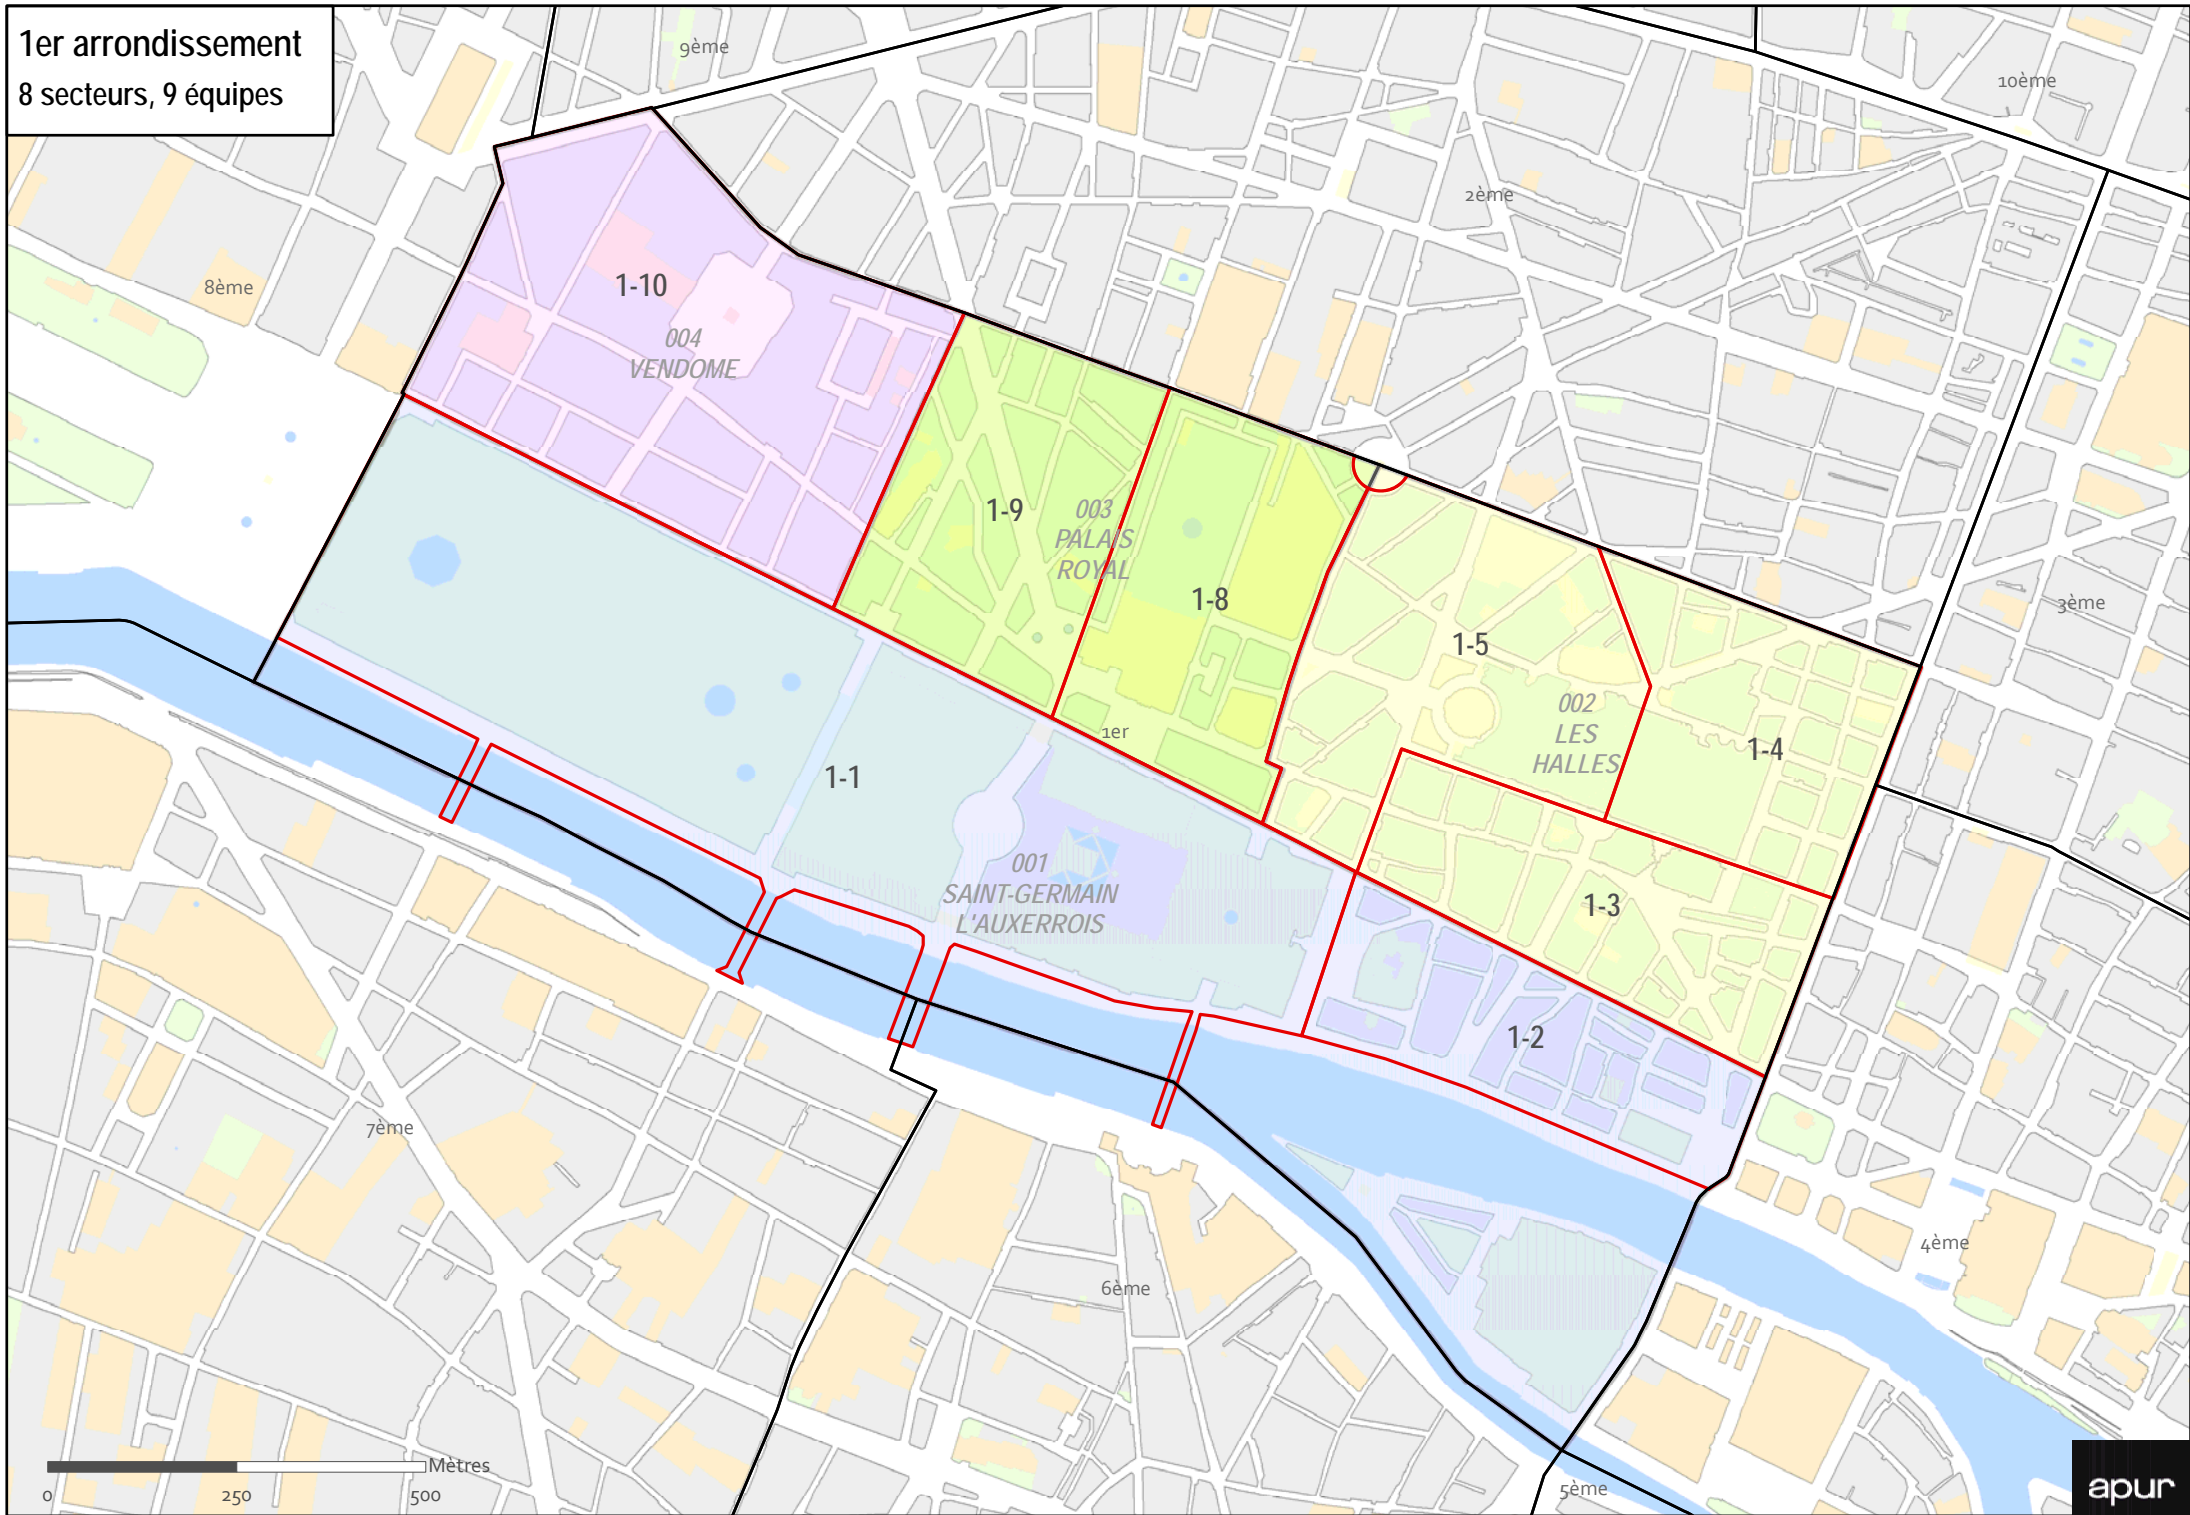 1er arrondissement
8 secteurs, 9 équipes
9ème
10ème
2ème
8ème
1-10
004
VENDOME
1-9
003
PALAIS
ROYAL
1-8
3ème
1-5
002
LES
HALLES
1-4
1er
1-1
001
SAINT-GERMAIN
L'AUXERROIS
1-3
1-2
7ème
4ème
6ème
5ème
Mètres
0 250 500
apur